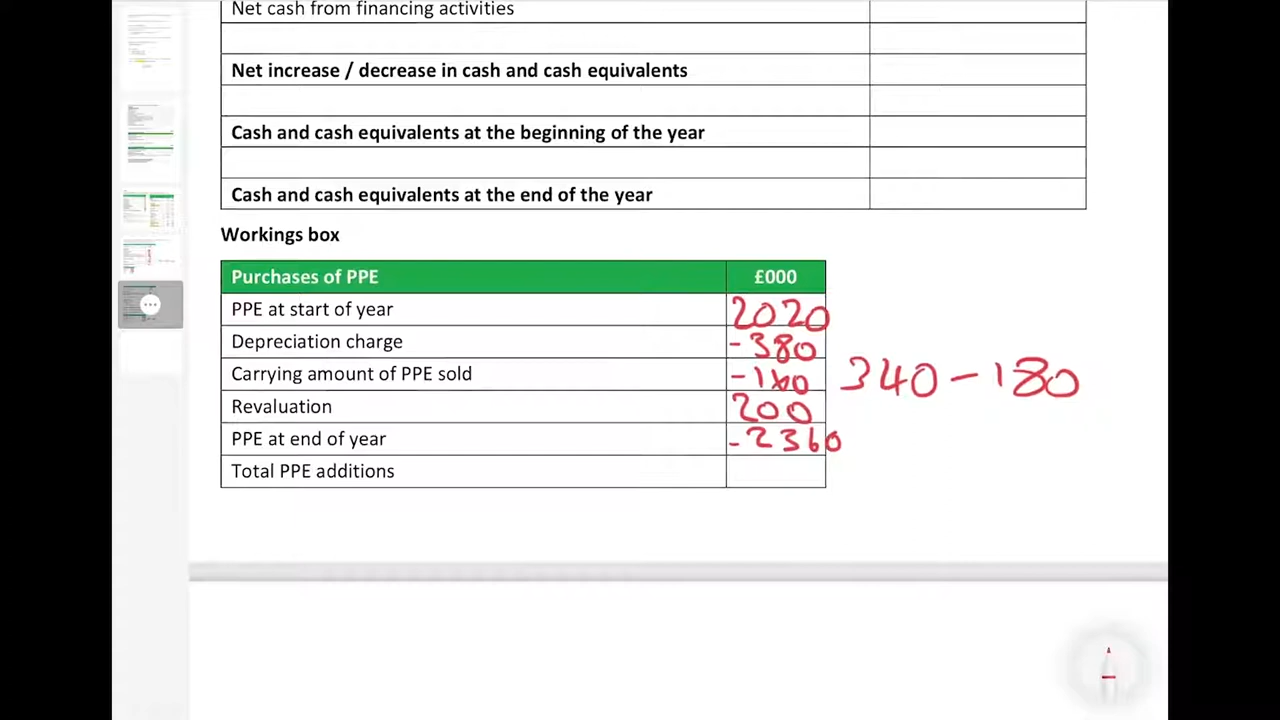 Net cash from financing activities
Net increase / decrease in cash and cash equivalents
Cash and cash equivalents at the beginning of the year
Cash and cash equivalents at the end of the year
Workings box
Purchases of PPE £000
PPE at start of year 2020
Depreciation charge -380
Carrying amount of PPE sold -160 340-180
Revaluation 200
PPE at end of year -2360
Total PPE additions